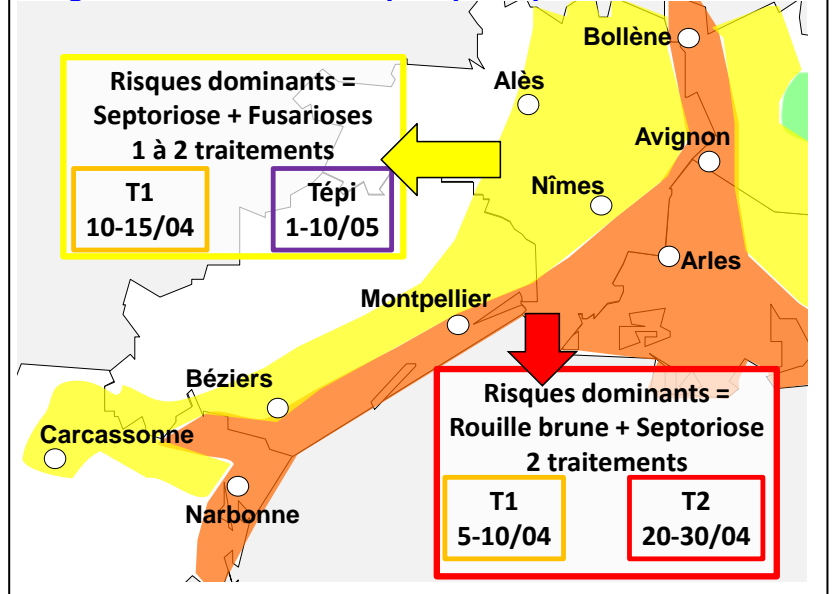 Bollène
Risques dominants =
Septoriose + Fusarioses
1 à 2 traitements
T1
10-15/04
Tépi
1-10/05
Alès
Avignon
Nîmes
Arles
Montpellier
Béziers
Carcassonne
Narbonne
Risques dominants =
Rouille brune + Septoriose
2 traitements
T1
5-10/04
T2
20-30/04